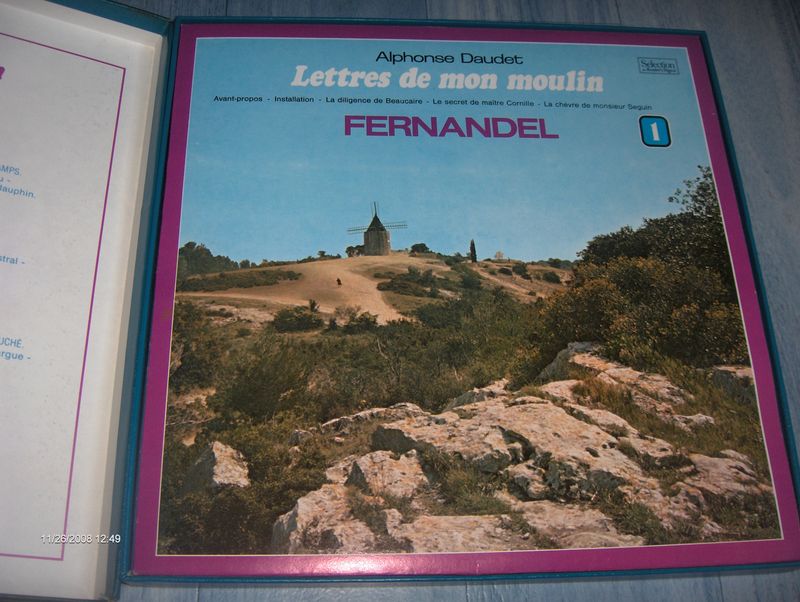 AMPS.
dauphin.
stral -
UCHÉ.
argue -
Alphonse Daudet
Sélection
du Reader's Digest
Lettres de mon moulin
Avant-propos - Installation - La diligence de Beaucaire - Le secret de maître Cornille - La chèvre de monsieur Seguin
FERNANDEL
1
11/26/2008 12:49